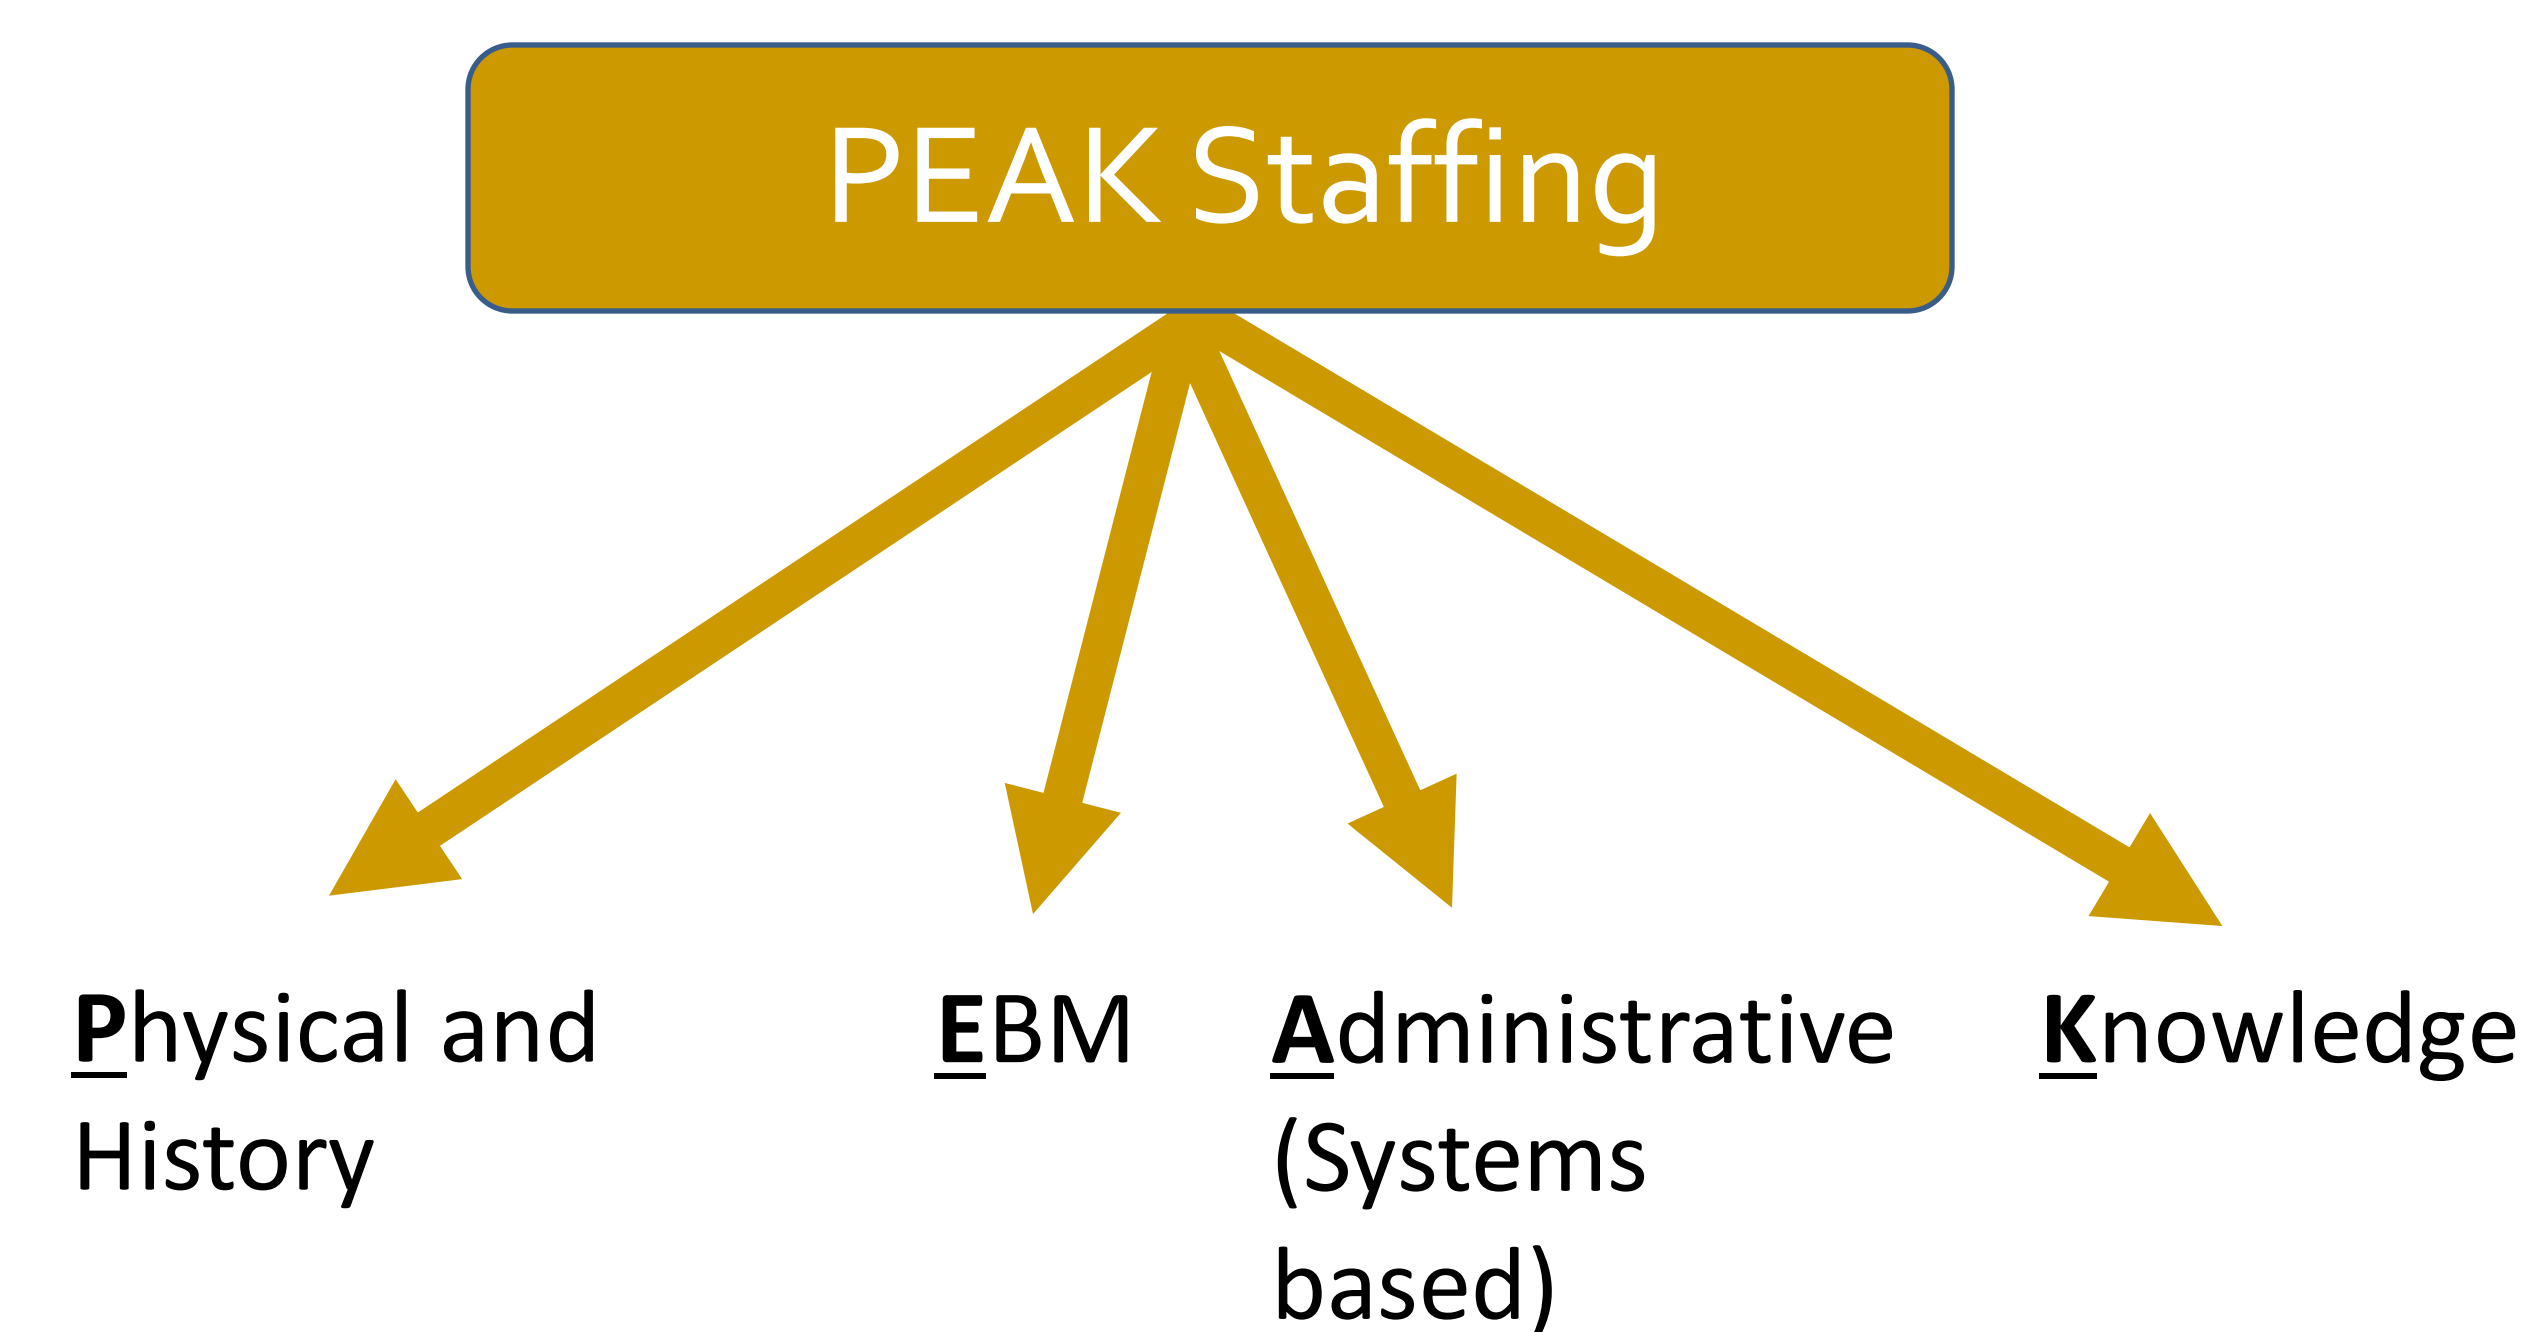 PEAK Staffing
Physical and
History
EBM
Administrative
(Systems
based)
Knowledge